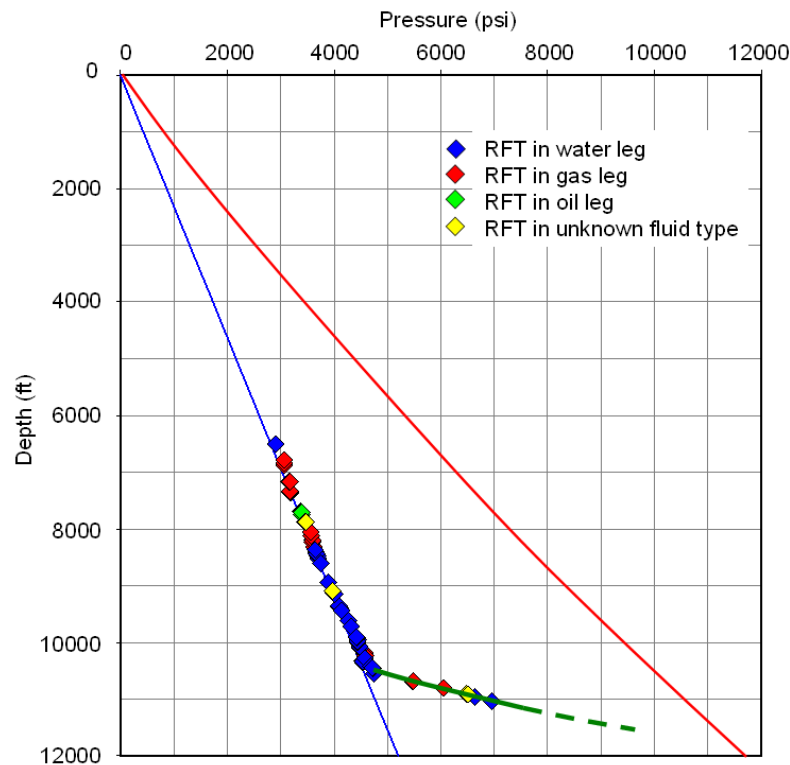 Pressure (psi)
0 2000 4000 6000 8000 10000 12000
0
2000
4000
6000
8000
10000
12000
Depth (ft)
RFT in water leg
RFT in gas leg
RFT in oil leg
RFT in unknown fluid type